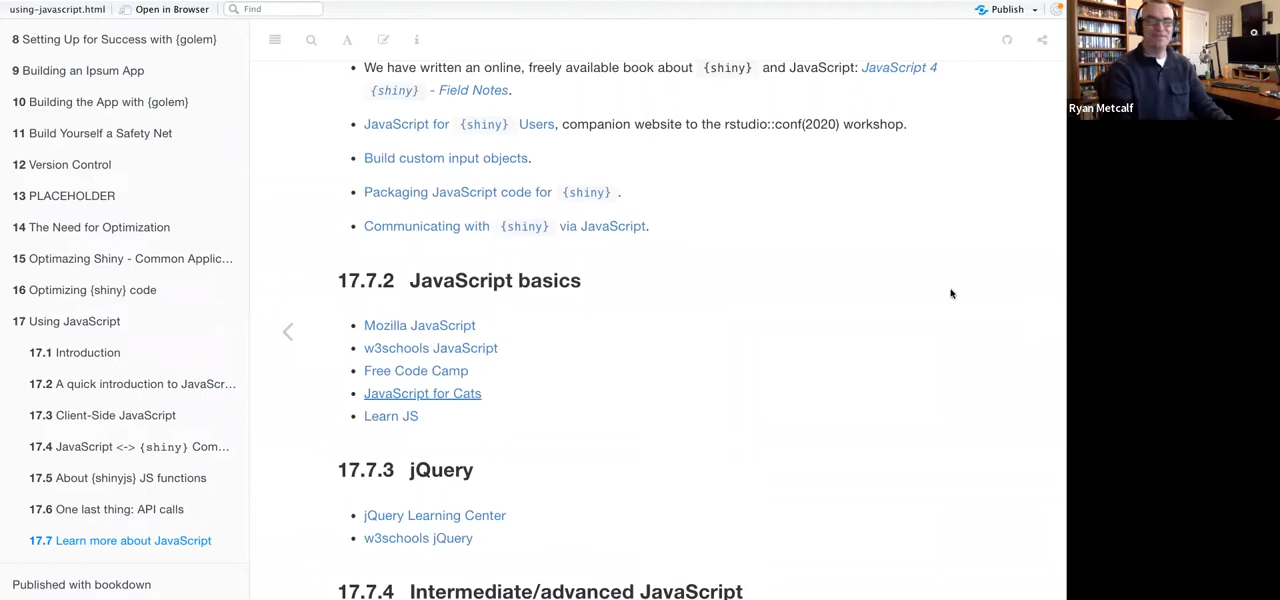 using-javascript.html
Open in Browser
Find
Publish
8 Setting Up for Success with {golem}
9 Building an Ipsum App
10 Building the App with {golem}
11 Build Yourself a Safety Net
12 Version Control
13 PLACEHOLDER
14 The Need for Optimization
15 Optimazing Shiny - Common Applic...
16 Optimizing {shiny} code
17 Using JavaScript
17.1 Introduction
17.2 A quick introduction to JavaScr...
17.3 Client-Side JavaScript
17.4 JavaScript <-> {shiny} Com...
17.5 About {shinyjs} JS functions
17.6 One last thing: API calls
17.7 Learn more about JavaScript
Published with bookdown
• We have written an online, freely available book about {shiny} and JavaScript: JavaScript 4
{shiny} - Field Notes.
• JavaScript for {shiny} Users, companion website to the rstudio::conf(2020) workshop.
• Build custom input objects.
• Packaging JavaScript code for {shiny} .
• Communicating with {shiny} via JavaScript.
17.7.2 JavaScript basics
• Mozilla JavaScript
• w3schools JavaScript
• Free Code Camp
• JavaScript for Cats
• Learn JS
17.7.3 jQuery
• jQuery Learning Center
• w3schools jQuery
17.7.4 Intermediate/advanced JavaScript
Ryan Metcalf